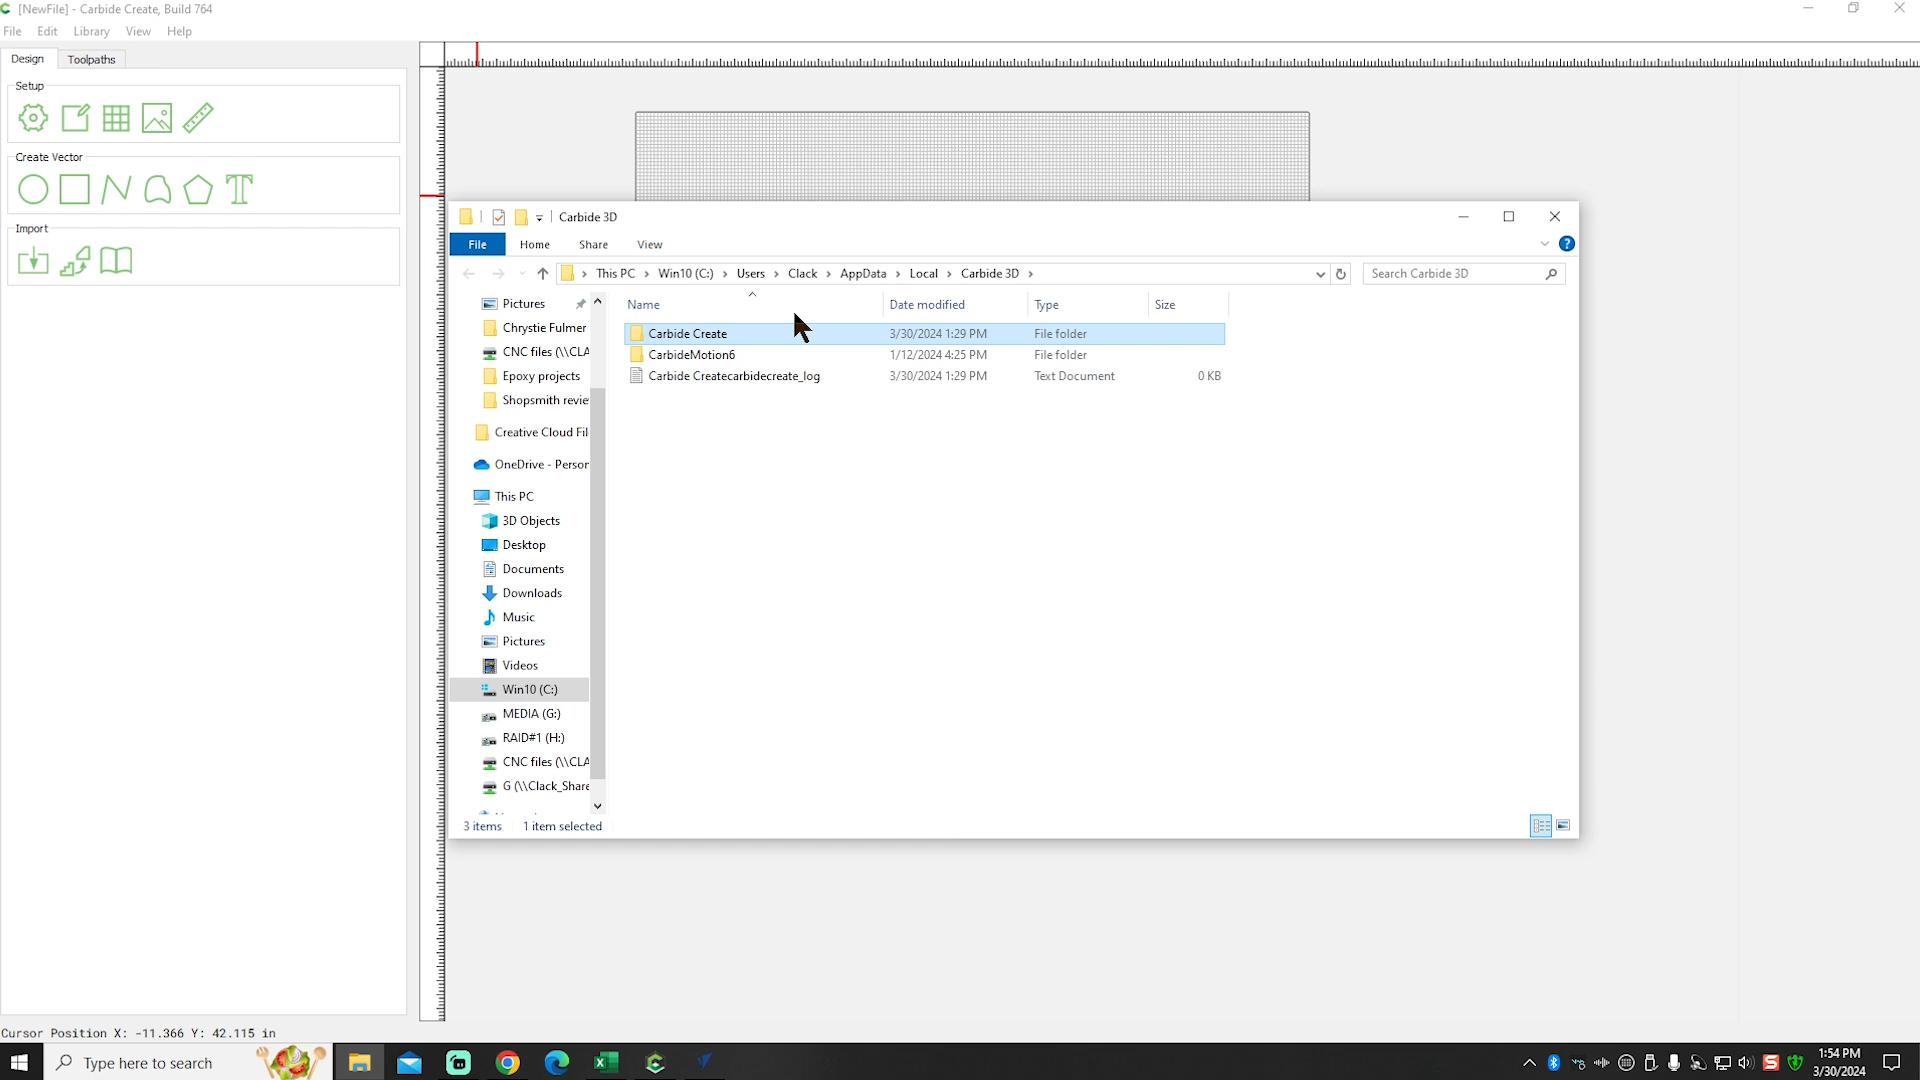 [NewFile] - Carbide Create, Build 764
File Edit Library View Help
Design Toolpaths
Setup
Create Vector
Import
Carbide 3D
File Home Share View
This PC > Win10 (C:) > Users > Clack > AppData > Local > Carbide 3D >
Search Carbide 3D
Name Date modified Type Size
Carbide Create 3/30/2024 1:29 PM File folder
CarbideMotion6 1/12/2024 4:25 PM File folder
Carbide Createcarbidecreate_log 3/30/2024 1:29 PM Text Document 0 KB
Pictures
Chrystie Fulmer
CNC files (\\CLA
Epoxy projects
Shopsmith revie
Creative Cloud Fil
OneDrive - Person
This PC
3D Objects
Desktop
Documents
Downloads
Music
Pictures
Videos
Win10 (C:)
MEDIA (G:)
RAID#1 (H:)
CNC files (\\CLA
G (\\Clack_Share
3 items 1 item selected
Cursor Position X: -11.366 Y: 42.115 in
Type here to search
1:54 PM
3/30/2024